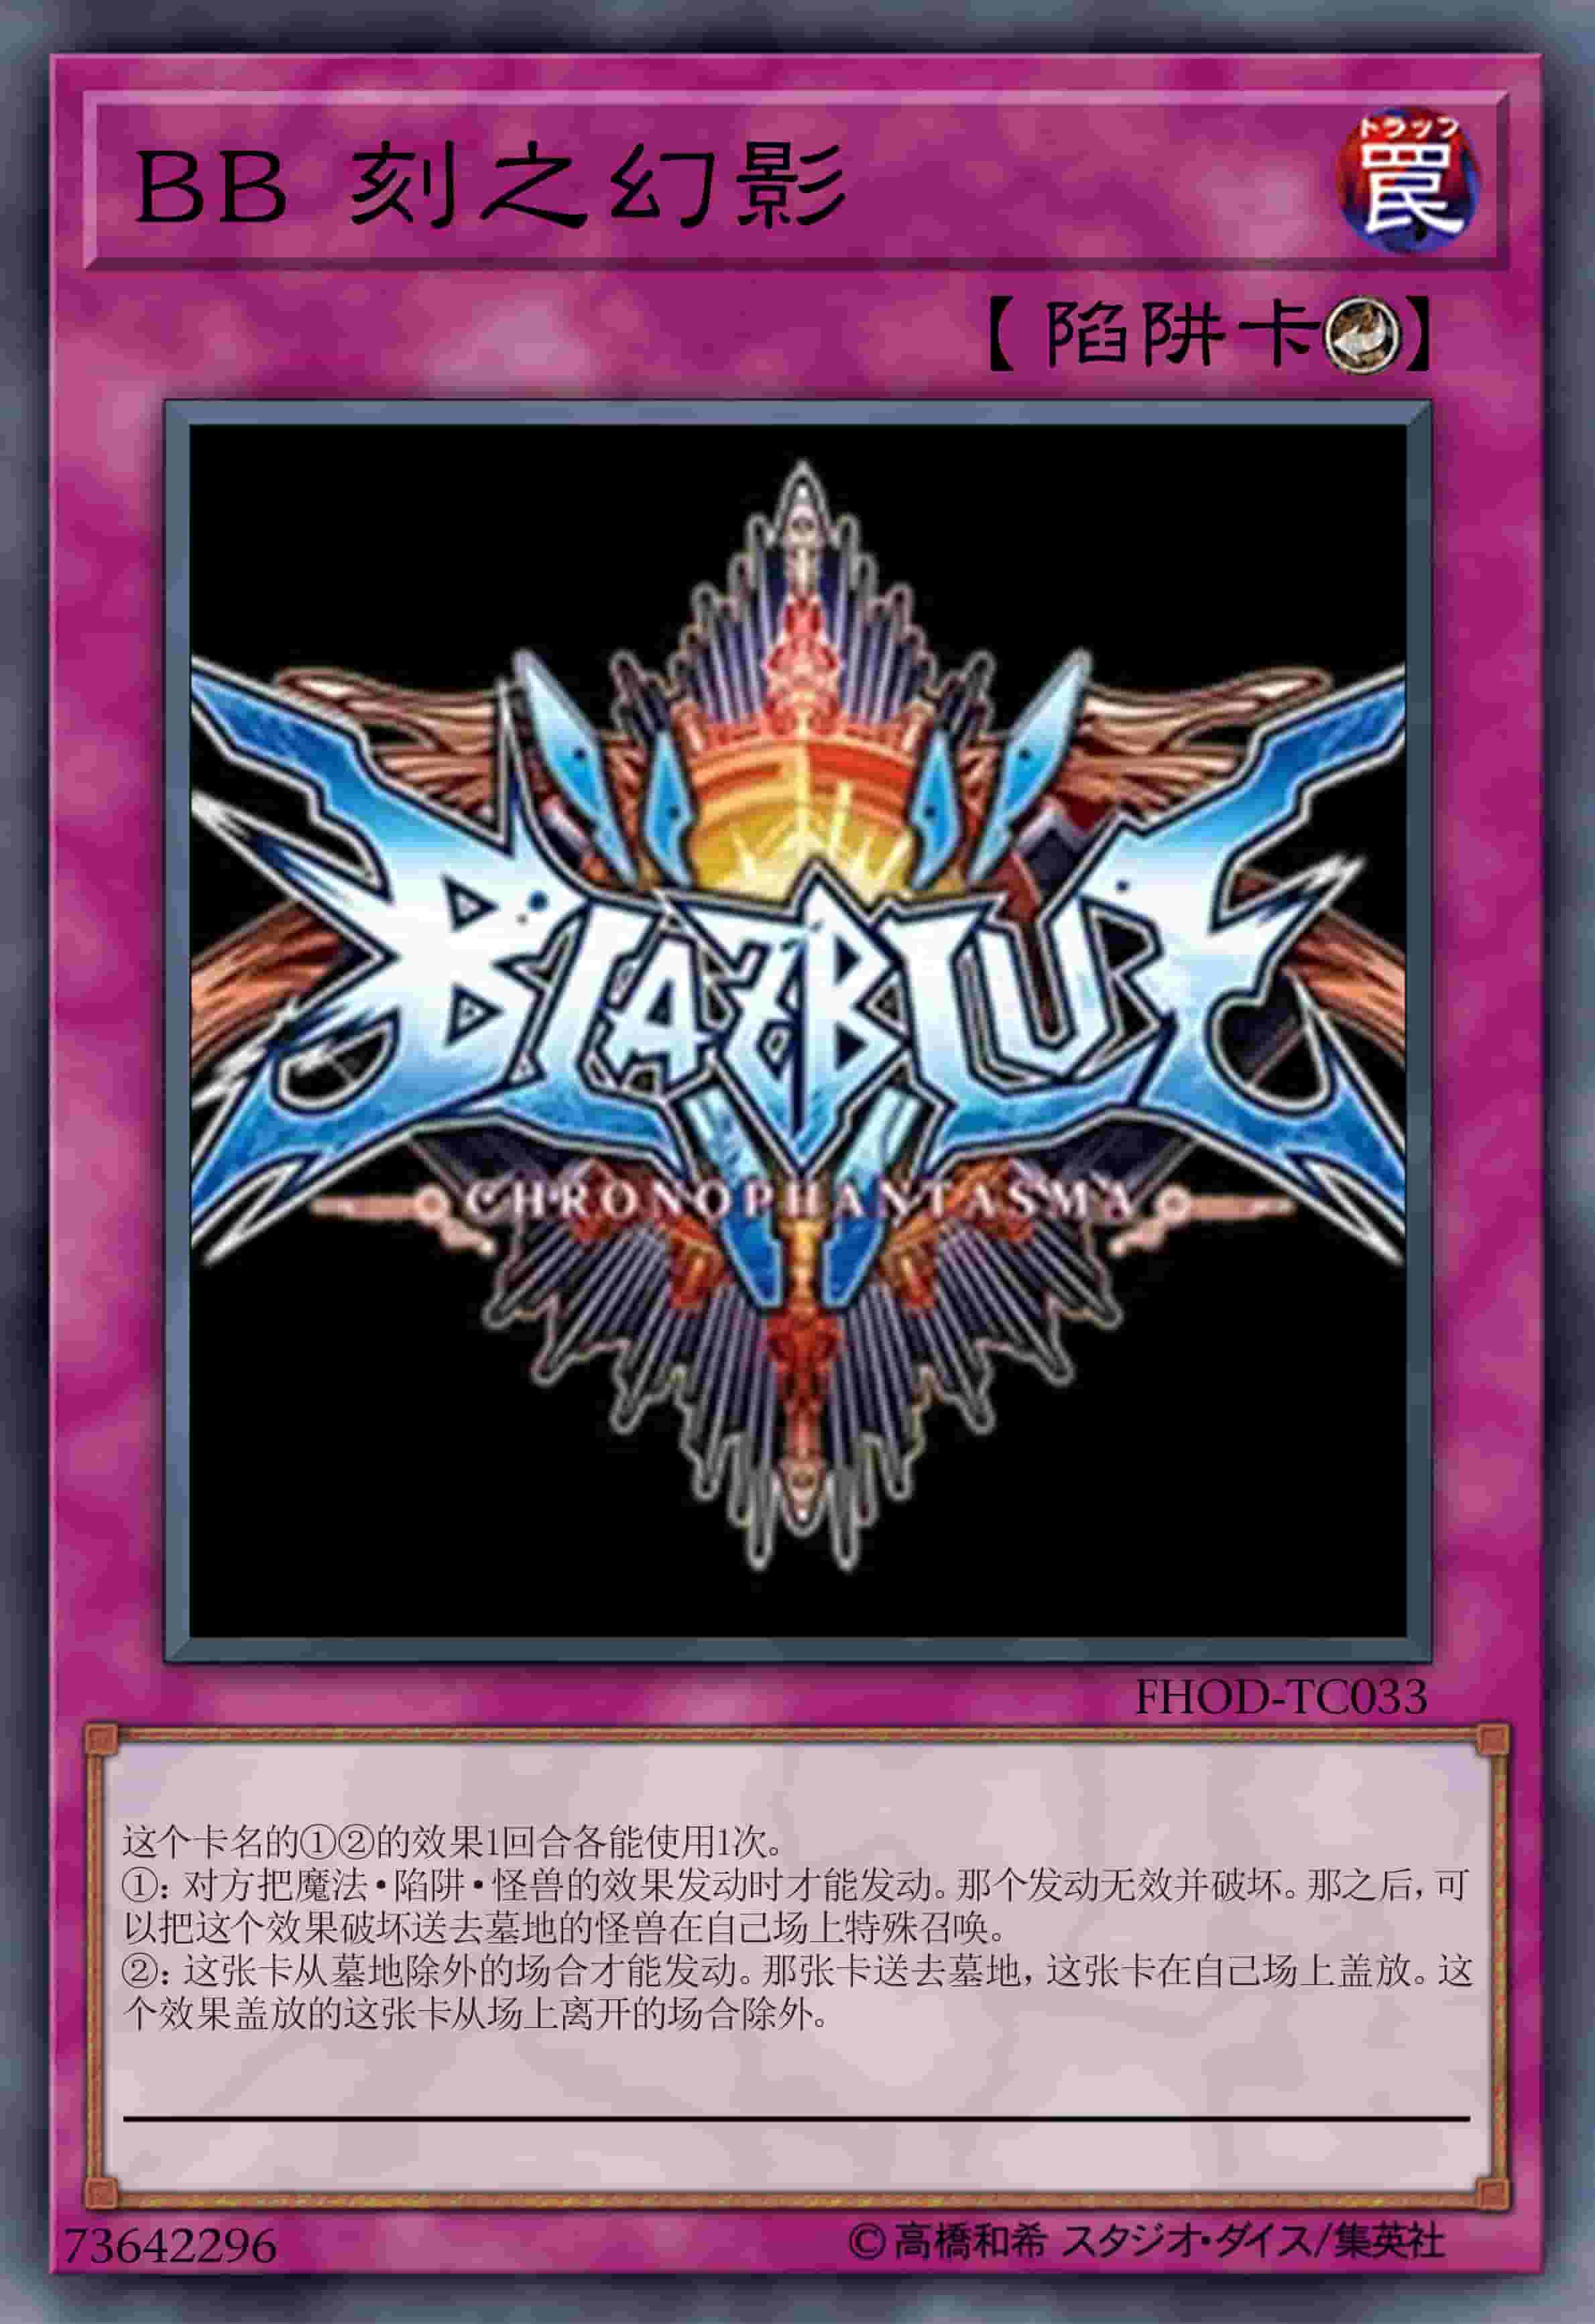 BB 刻之幻影
トラップ
罠
【陷阱卡】
BLAZBLUE
CHRONOPHANTASMA
FHOD-TC033
这个卡名的①②的效果1回合各能使用1次。
①:对方把魔法·陷阱·怪兽的效果发动时才能发动。那个发动无效并破坏。那之后,可
以把这个效果破坏送去墓地的怪兽在自己场上特殊召唤。
②:这张卡从墓地除外的场合才能发动。那张卡送去墓地,这张卡在自己场上盖放。这
个效果盖放的这张卡从场上离开的场合除外。
73642296
©高橋和希 スタジオ·ダイス/集英社